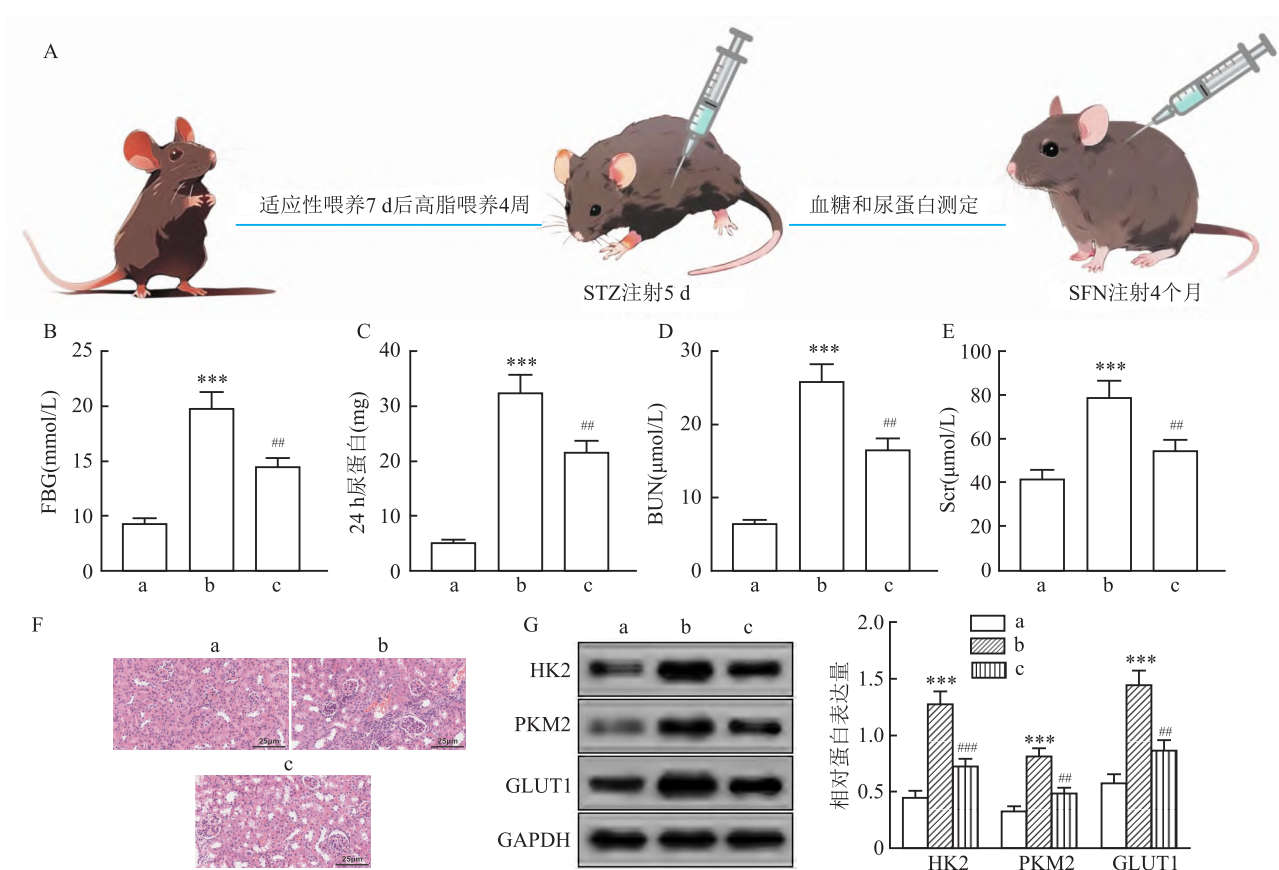 A
适应性喂养7 d后高脂喂养4周
血糖和尿蛋白测定
STZ注射5 d
SFN注射4个月
B
FBG(mmol/L)
25
20
15
10
0
***
##
a b c
C
24 h尿蛋白(mg)
40
30
20
10
0
***
##
a b c
D
BUN(μmol/L)
30
20
10
0
***
##
a b c
E
Scr(μmol/L)
100
80
60
40
20
0
***
##
a b c
F
a
25μm
b
25μm
c
25μm
G
a b c
HK2
PKM2
GLUT1
GAPDH
相对蛋白表达量
2.0
1.5
1.0
0.5
0
a
b
c
***
###
***
##
***
##
HK2 PKM2 GLUT1